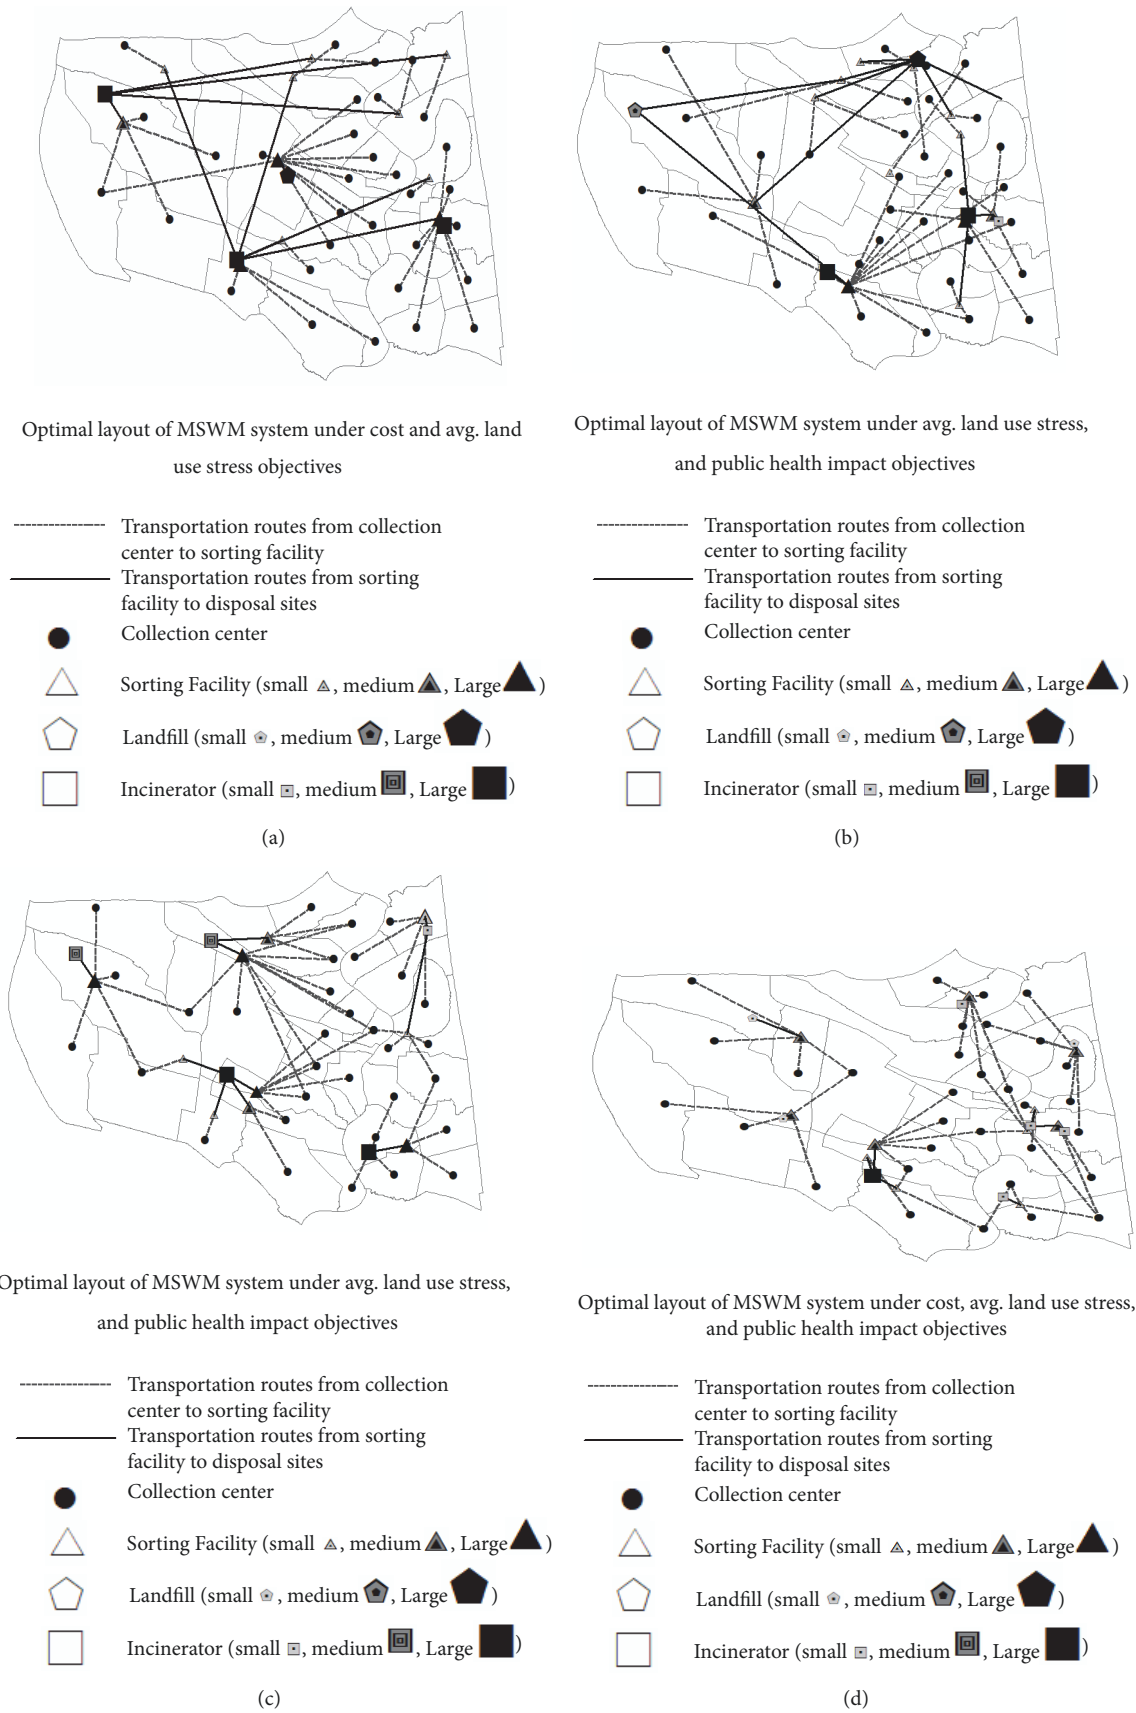 Optimal layout of MSWM system under cost and avg. land
use stress objectives
Transportation routes from collection
center to sorting facility
Transportation routes from sorting
facility to disposal sites
Collection center
Sorting Facility (small , medium , Large )
Landfill (small , medium , Large )
Incinerator (small , medium , Large )
(a)
Optimal layout of MSWM system under avg. land use stress,
and public health impact objectives
Transportation routes from collection
center to sorting facility
Transportation routes from sorting
facility to disposal sites
Collection center
Sorting Facility (small , medium , Large )
Landfill (small , medium , Large )
Incinerator (small , medium , Large )
(b)
Optimal layout of MSWM system under avg. land use stress,
and public health impact objectives
Transportation routes from collection
center to sorting facility
Transportation routes from sorting
facility to disposal sites
Collection center
Sorting Facility (small , medium , Large )
Landfill (small , medium , Large )
Incinerator (small , medium , Large )
(c)
Optimal layout of MSWM system under cost, avg. land use stress,
and public health impact objectives
Transportation routes from collection
center to sorting facility
Transportation routes from sorting
facility to disposal sites
Collection center
Sorting Facility (small , medium , Large )
Landfill (small , medium , Large )
Incinerator (small , medium , Large )
(d)